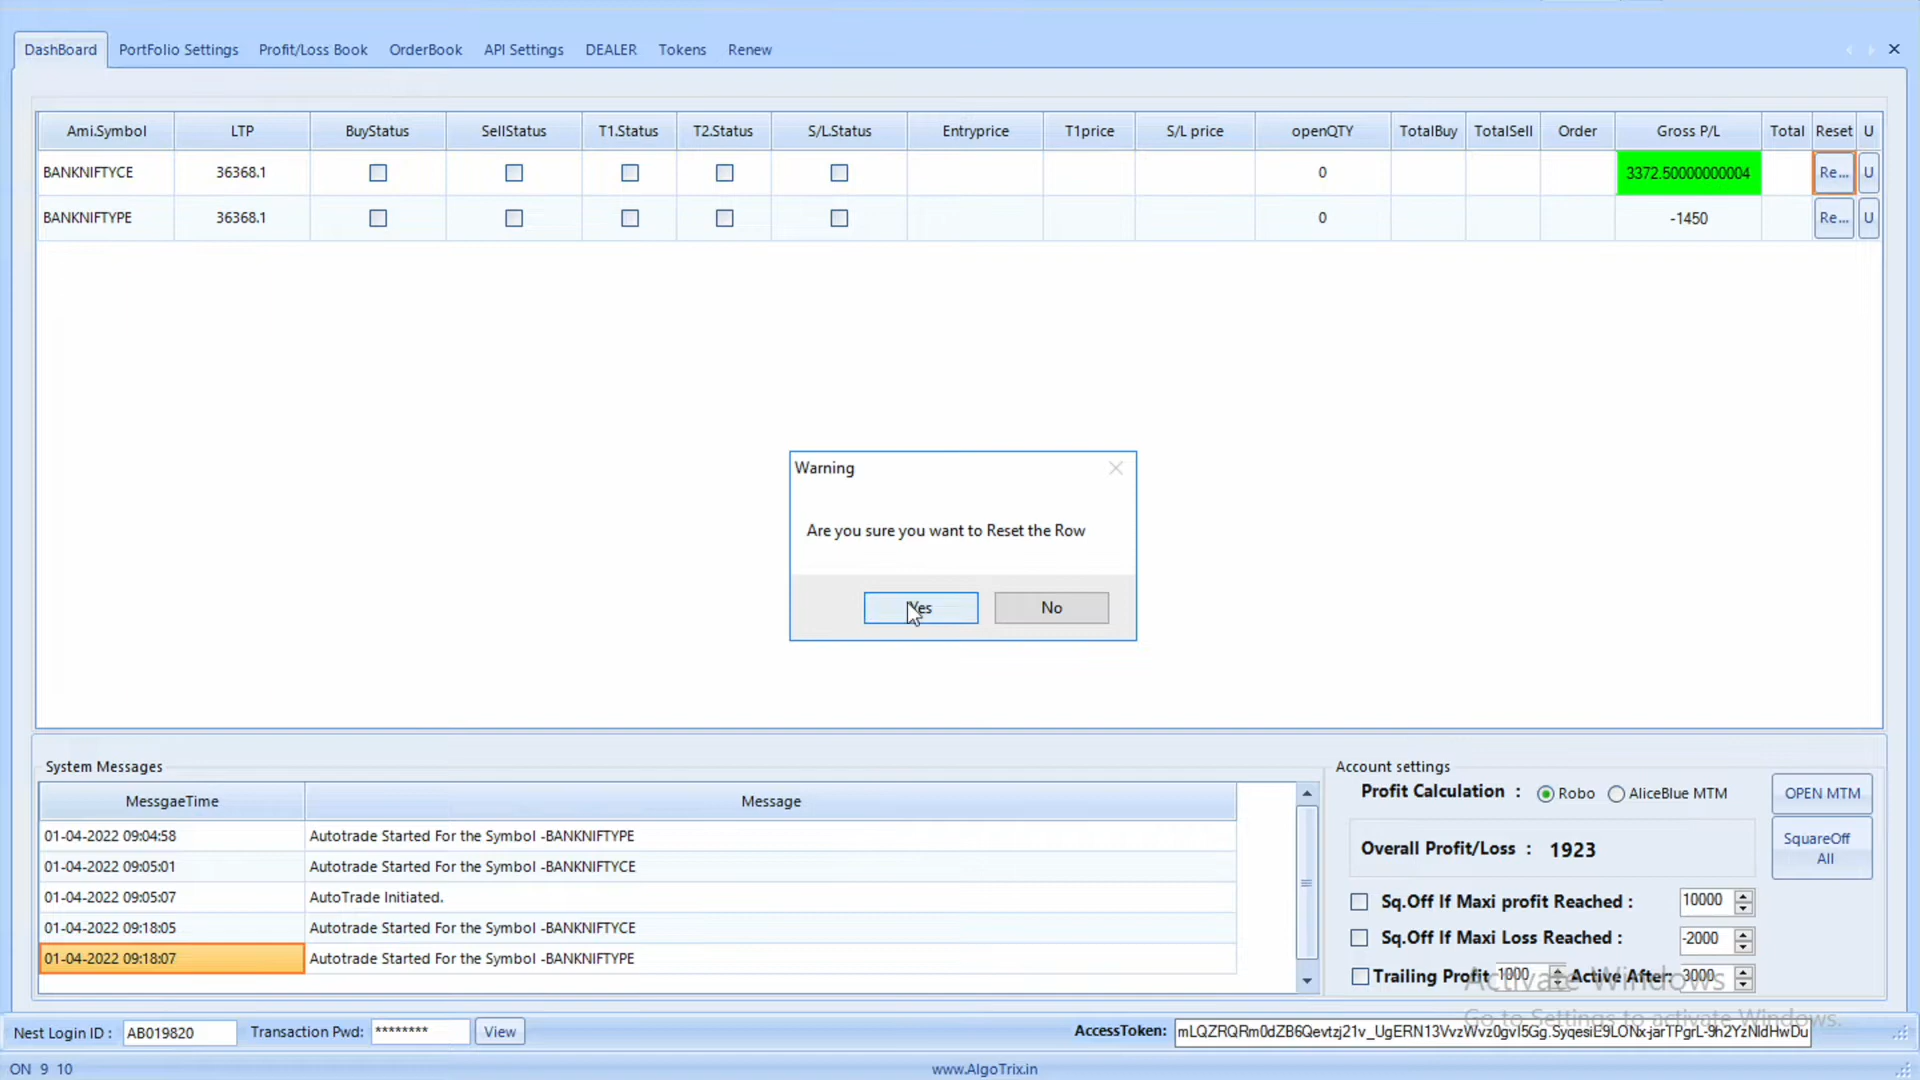 DashBoard PortFolio Settings Profit/Loss Book OrderBook API Settings DEALER Tokens Renew
Ami.Symbol LTP BuyStatus SellStatus T1.Status T2.Status S/L.Status Entryprice T1price S/L price openQTY TotalBuy TotalSell Order Gross P/L Total Reset U
BANKNIFTYCE 36368.1 0 3372.50000000004 Re... U
BANKNIFTYPE 36368.1 0 -1450 Re... U
Warning
Are you sure you want to Reset the Row
Yes No
System Messages
MessgaeTime Message
01-04-2022 09:04:58 Autotrade Started For the Symbol -BANKNIFTYPE
01-04-2022 09:05:01 Autotrade Started For the Symbol -BANKNIFTYCE
01-04-2022 09:05:07 AutoTrade Initiated.
01-04-2022 09:18:05 Autotrade Started For the Symbol -BANKNIFTYCE
01-04-2022 09:18:07 Autotrade Started For the Symbol -BANKNIFTYPE
Account settings
Profit Calculation : Robo AliceBlue MTM OPEN MTM
Overall Profit/Loss : 1923
SquareOff
All
Sq.Off If Maxi profit Reached : 10000
Sq.Off If Maxi Loss Reached : -2000
Trailing Profit 1000 Active After: 3000
Activate Windows
Go to Settings to activate Windows.
Nest Login ID : AB019820 Transaction Pwd: ******** View AccessToken:
ON 9 10 www.AlgoTrix.in